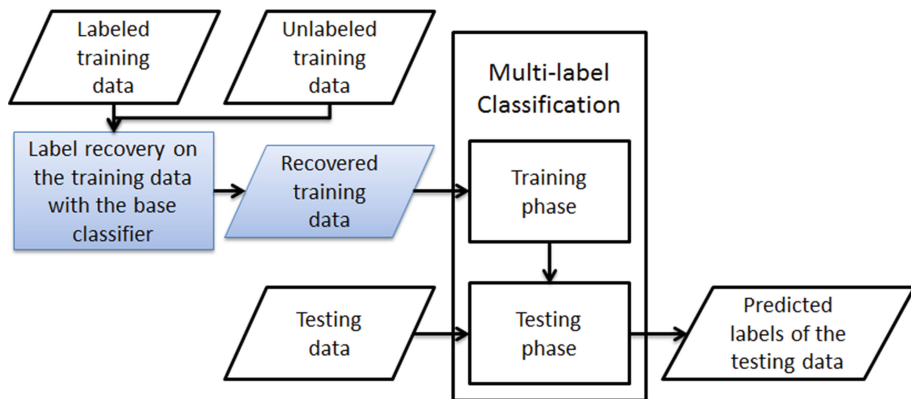 Labeled
training
data
Unlabeled
training
data
Multi-label
Classification
Label recovery on
the training data
with the base
classifier
Recovered
training
data
Training
phase
Testing
data
Testing
phase
Predicted
labels of the
testing data